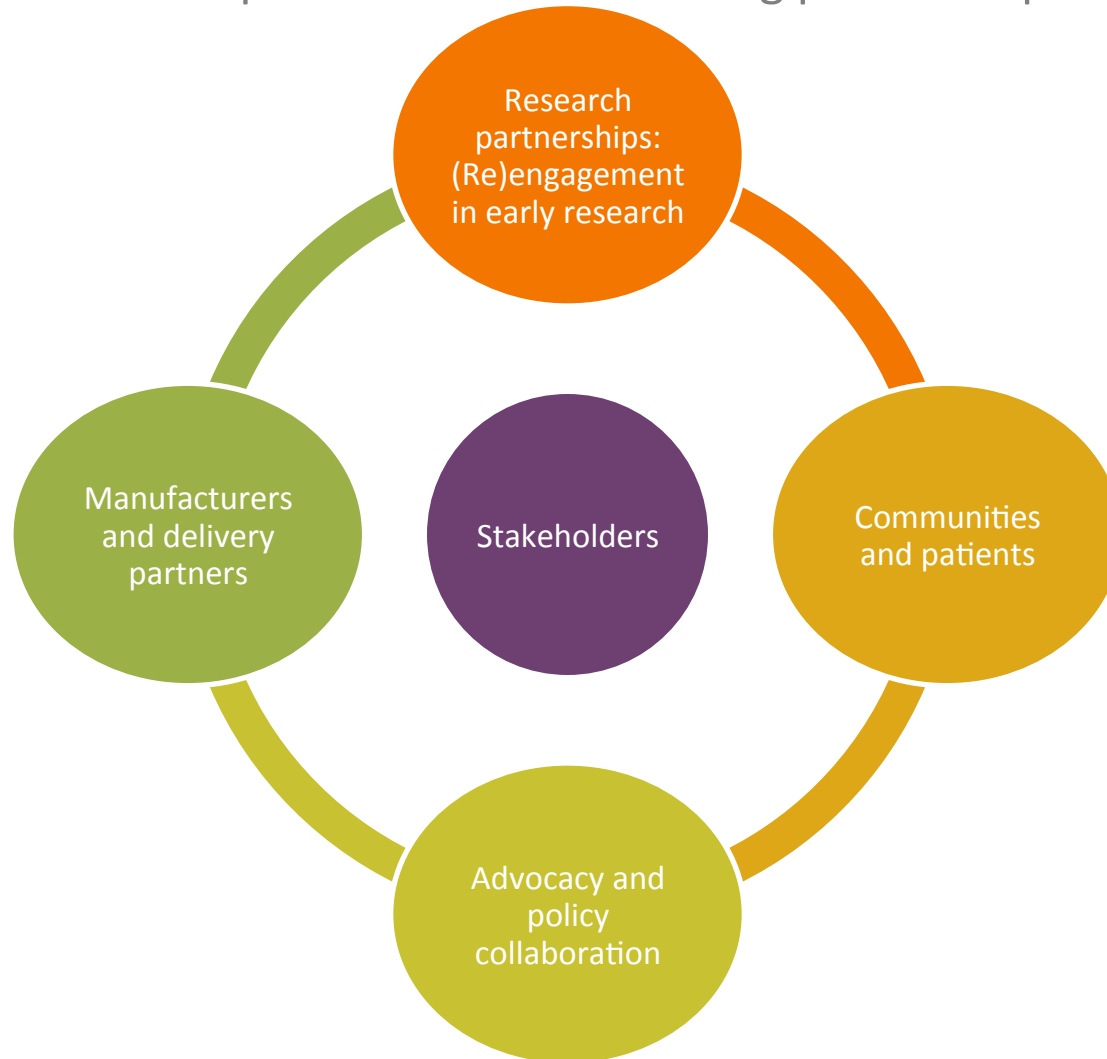 Research
partnerships:
(Re)engagement
in early research
Manufacturers
and delivery
partners
Stakeholders
Communities
and patients
Advocacy and
policy
collaboration